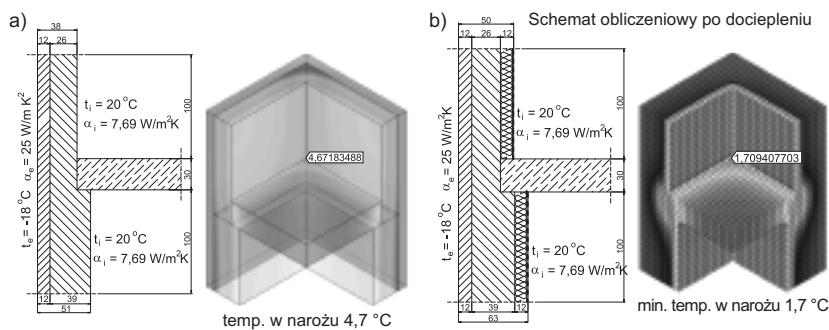 a)
38
12 26
t_e = -18 °C α_e = 25 W/m K²
t_i = 20 °C
α_i = 7,69 W/m²K
100
30
t_i = 20 °C
α_i = 7,69 W/m²K
100
12 39
51
4,67183488
temp. w narożu 4,7 °C
b)
Schemat obliczeniowy po dociepleniu
50
12 26 12
t_e = -18 °C α_e = 25 W/m K²
t_i = 20 °C
α_i = 7,69 W/m²K
100
30
t_i = 20 °C
α_i = 7,69 W/m²K
100
12 39 12
63
1.709407703
min. temp. w narożu 1,7 °C